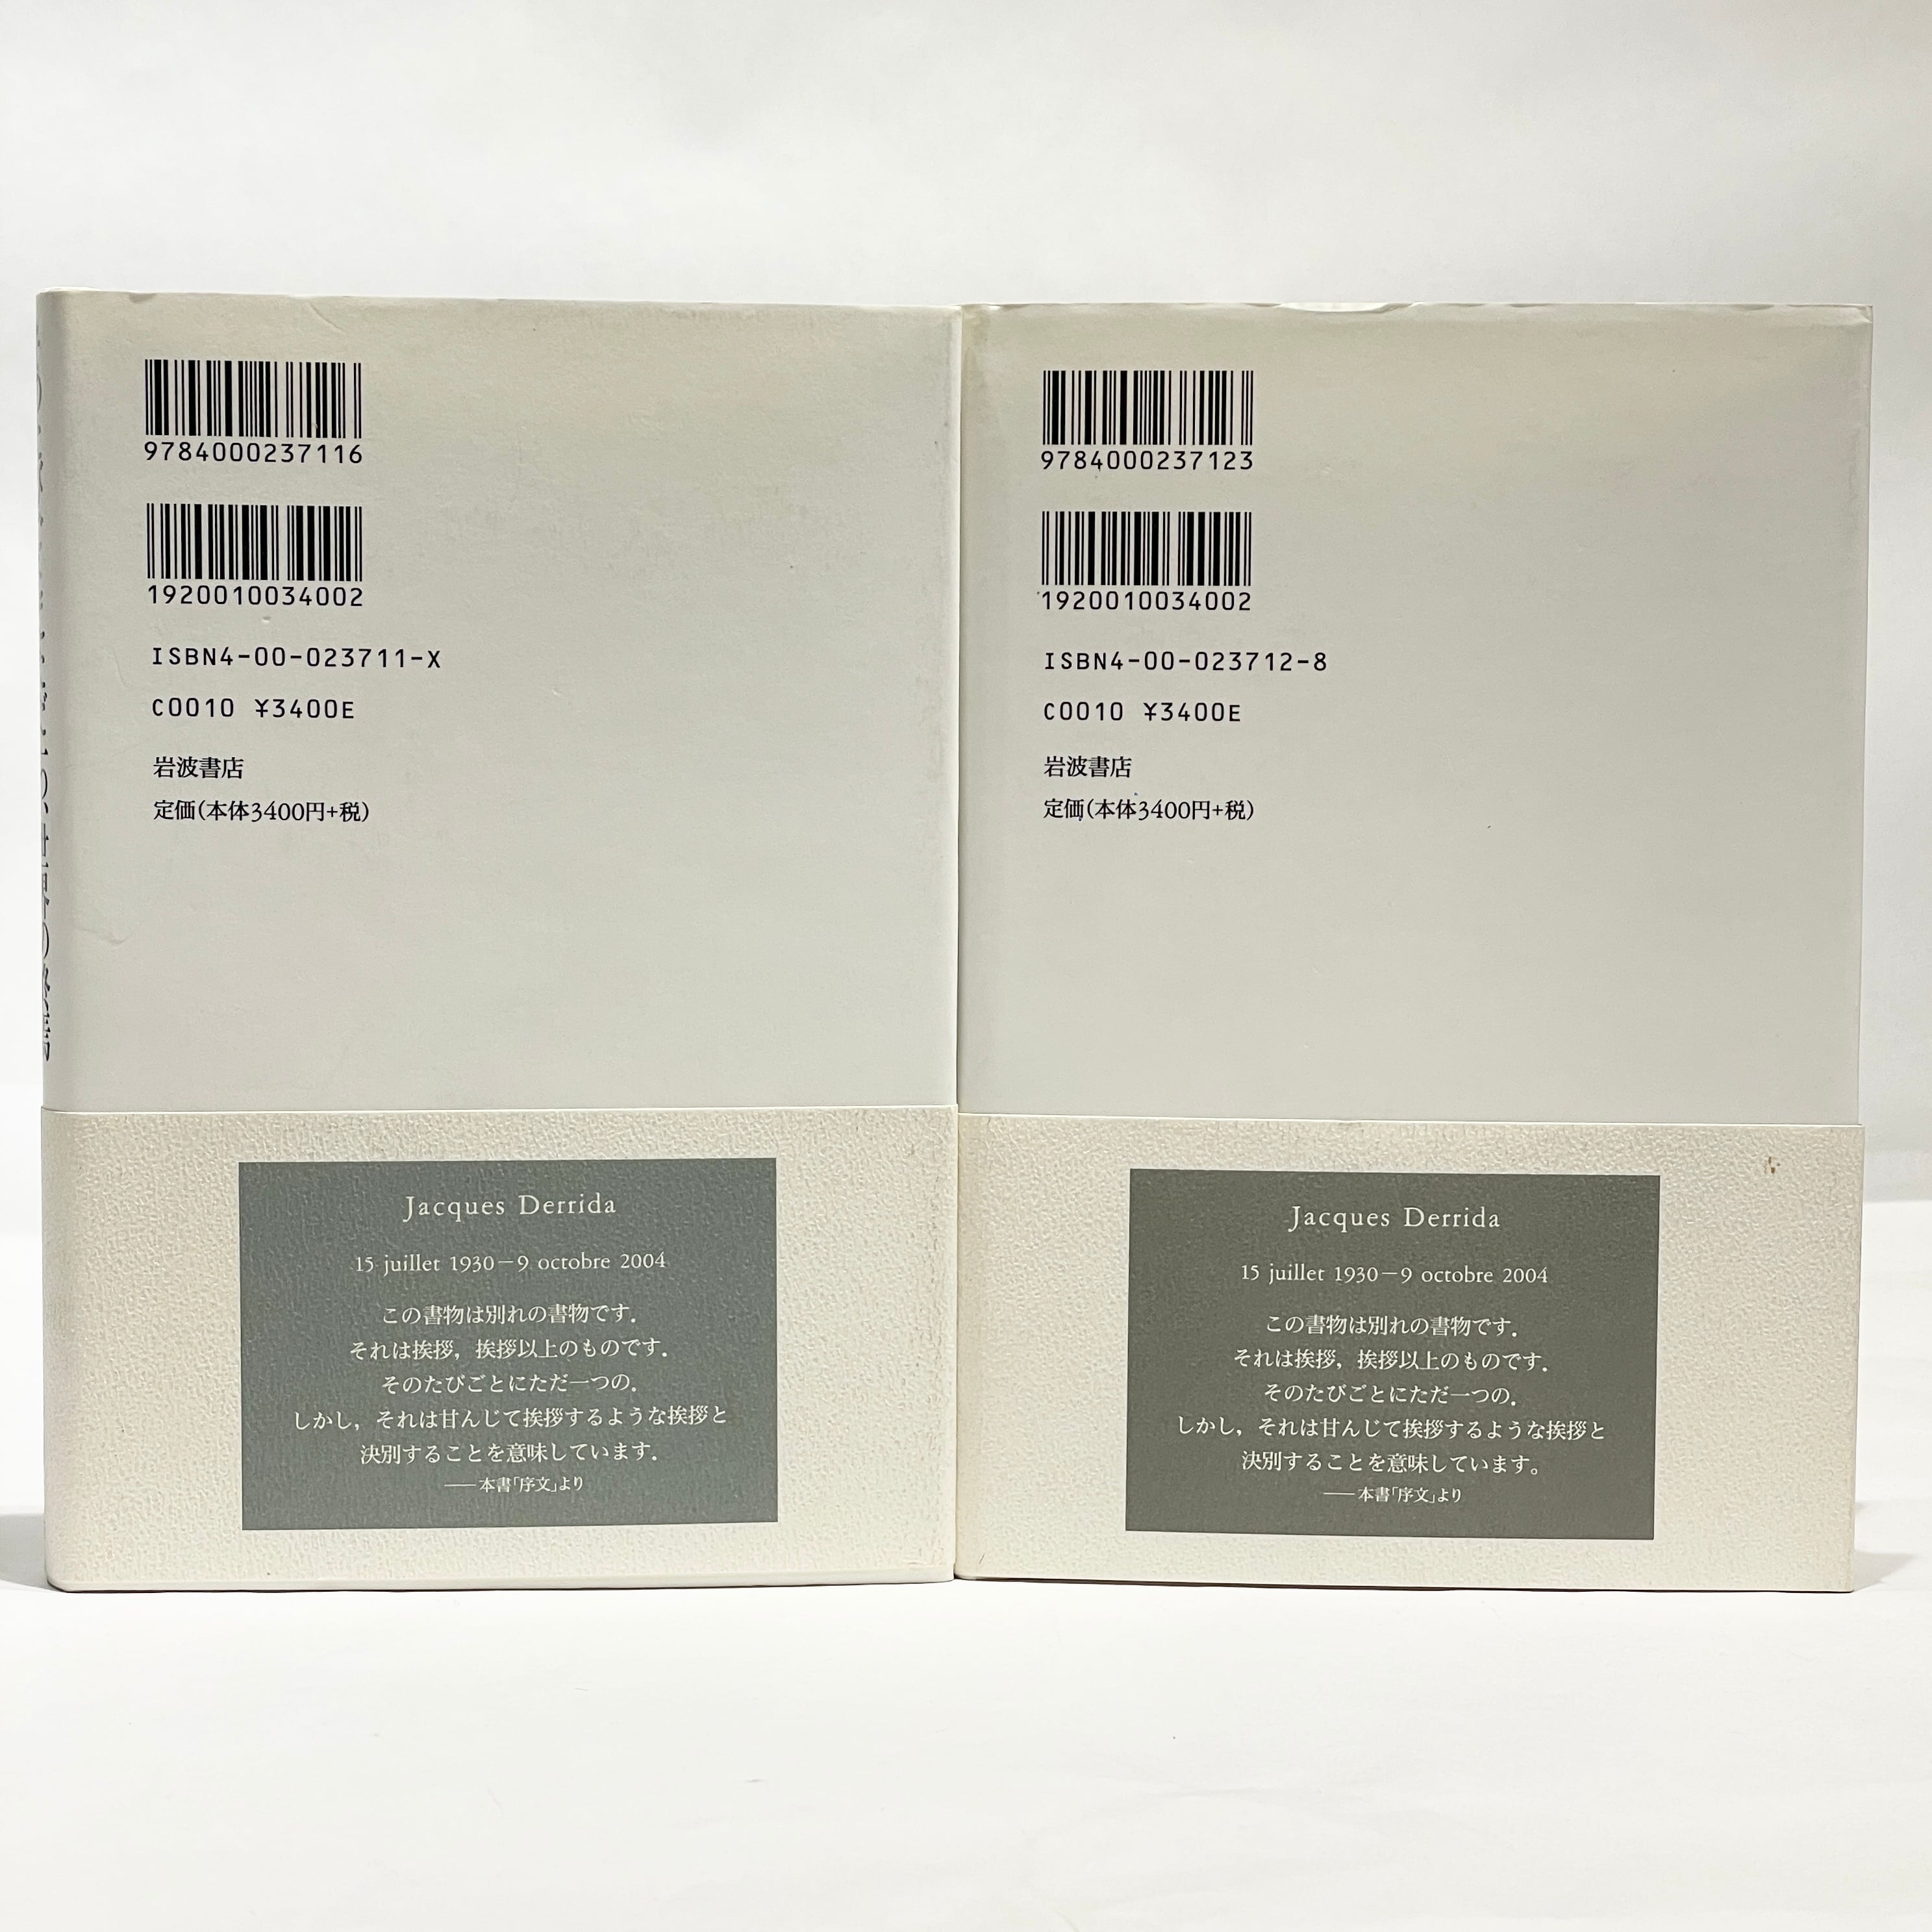 9784000237116
1920010034002
ISBN4-00-023711-X
C0010 ¥3400E
岩波書店
定価(本体3400円+税)
Jacques Derrida
15 juillet 1930—9 octobre 2004
この書物は別れの書物です.
それは挨拶, 挨拶以上のものです.
そのたびごとにただ一つの.
しかし, それは甘んじて挨拶するような挨拶と
決別することを意味しています.
――本書「序文」より
9784000237123
1920010034002
ISBN4-00-023712-8
C0010 ¥3400E
岩波書店
定価(本体3400円+税)
Jacques Derrida
15 juillet 1930—9 octobre 2004
この書物は別れの書物です.
それは挨拶, 挨拶以上のものです.
そのたびごとにただ一つの.
しかし, それは甘んじて挨拶するような挨拶と
決別することを意味しています。
――本書「序文」より